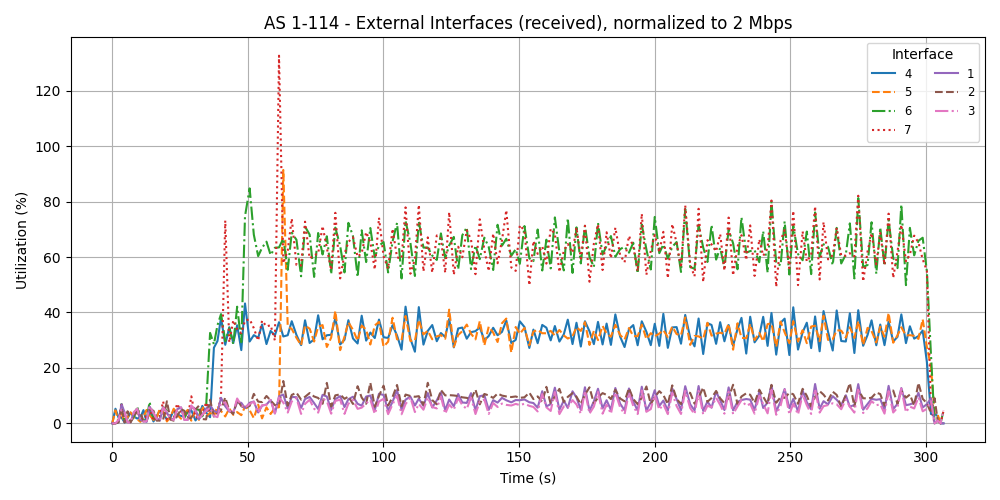 AS 1-114 - External Interfaces (received), normalized to 2 Mbps
Utilization (%)
120
100
80
60
40
20
0
0 50 100 150 200 250 300
Time (s)
Interface
4 1
5 2
6 3
7